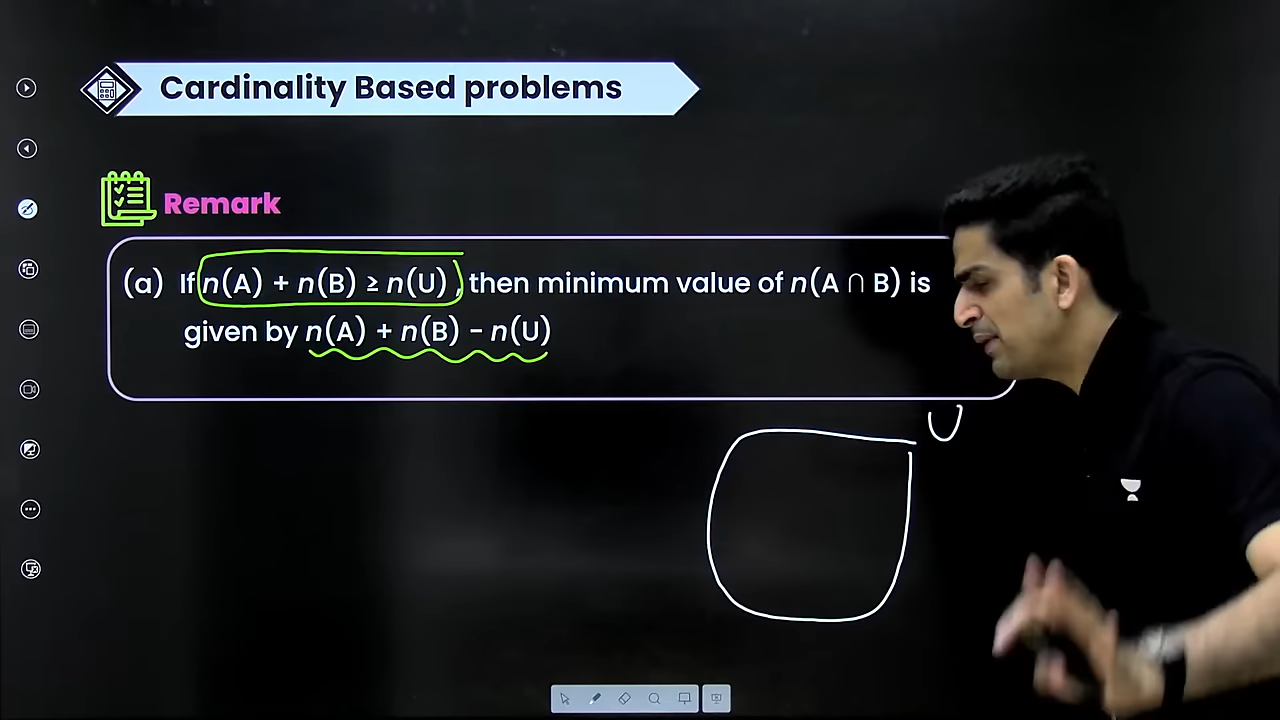 Cardinality Based problems
Remark
(a) If n(A) + n(B) ≥ n(U), then minimum value of n(A ∩ B) is
given by n(A) + n(B) - n(U)
U